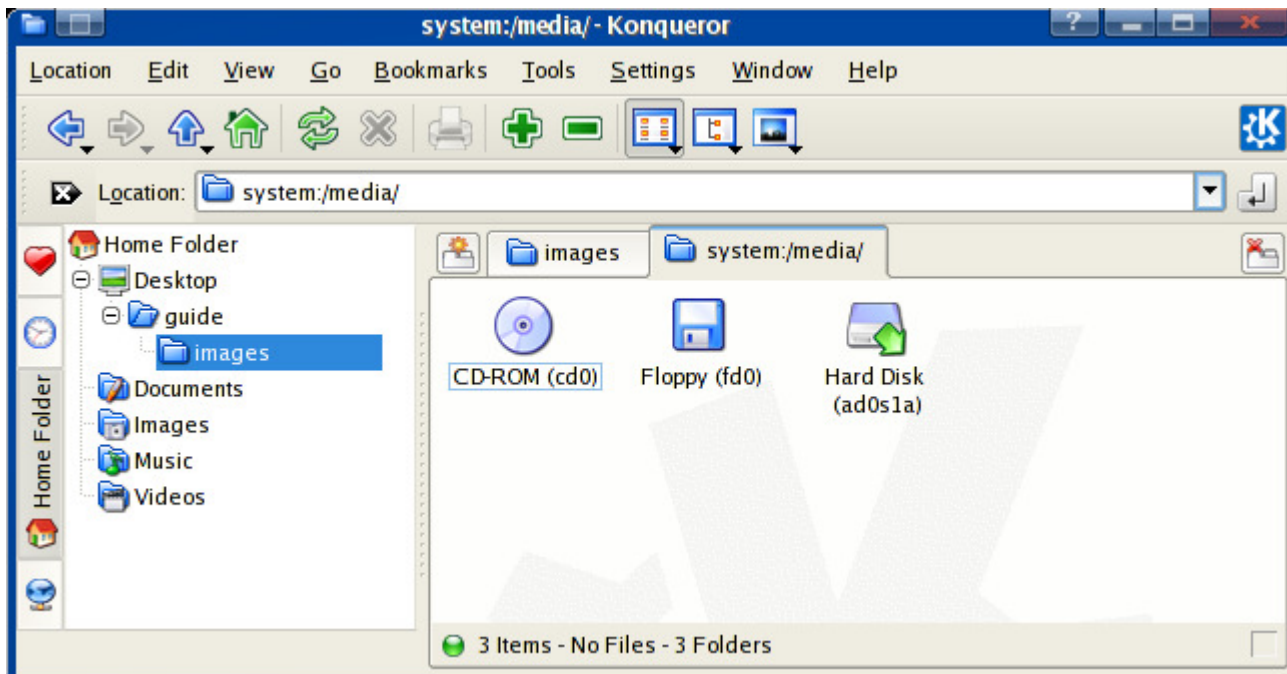 system:/media/ - Konqueror
Location Edit View Go Bookmarks Tools Settings Window Help
Location: system:/media/
Home Folder
Desktop
guide
images
Documents
Images
Music
Videos
Home Folder
images system:/media/
CD-ROM (cd0) Floppy (fd0) Hard Disk
(ad0s1a)
3 Items - No Files - 3 Folders